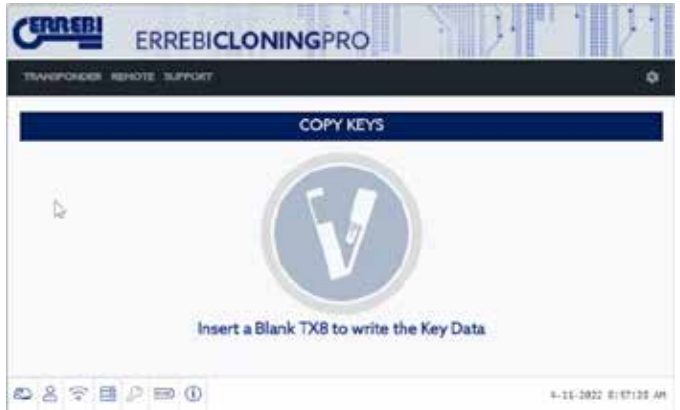 ERREBI
ERREBICLONINGPRO
TRANSPONDER REMOTE SUPPORT
COPY KEYS
Insert a Blank TX8 to write the Key Data
4-11-2022 8:57:28 AM